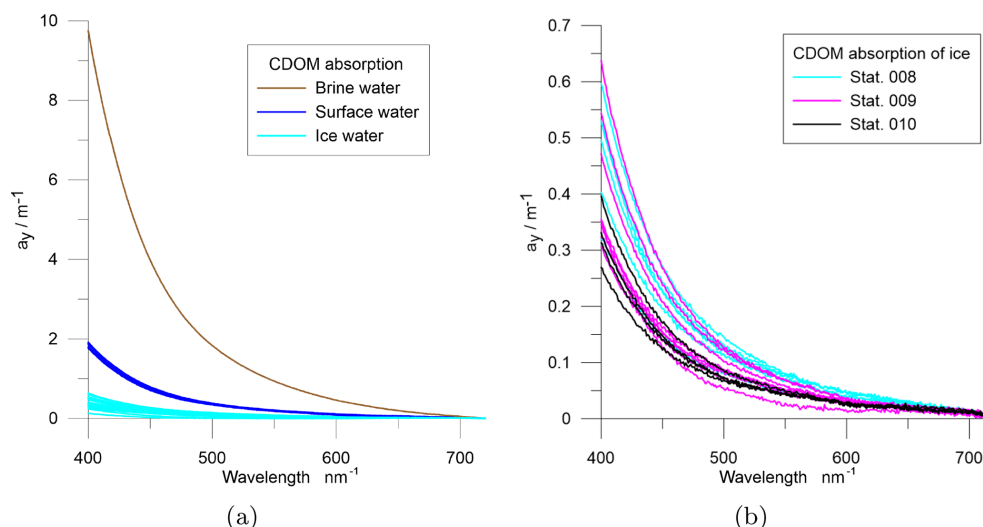 10
8
6
4
2
0
a_y / m^-1
CDOM absorption
Brine water
Surface water
Ice water
400
500
600
700
Wavelength nm^-1
(a)
0.7
0.6
0.5
0.4
0.3
0.2
0.1
0
a_y / m^-1
CDOM absorption of ice
Stat. 008
Stat. 009
Stat. 010
400
500
600
700
Wavelength nm^-1
(b)